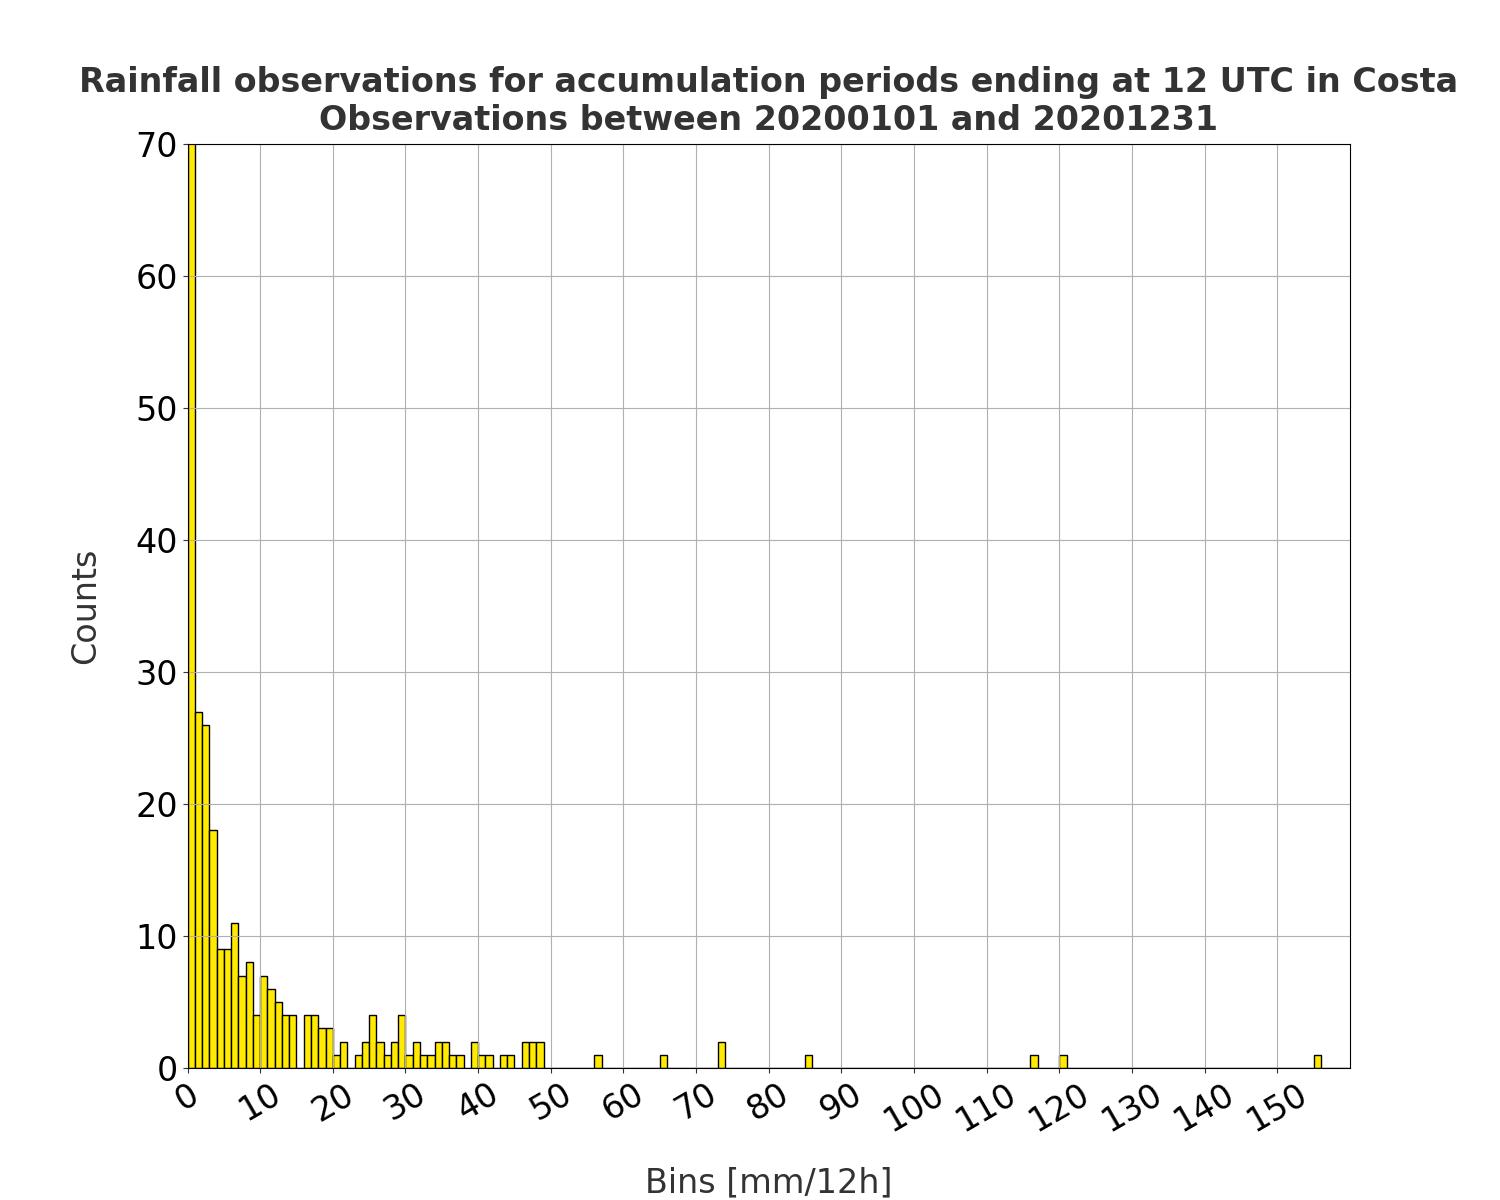 Rainfall observations for accumulation periods ending at 12 UTC in Costa
Observations between 20200101 and 20201231
70
60
50
40
30
20
10
0
Counts
0 10 20 30 40 50 60 70 80 90 100 110 120 130 140 150
Bins [mm/12h]